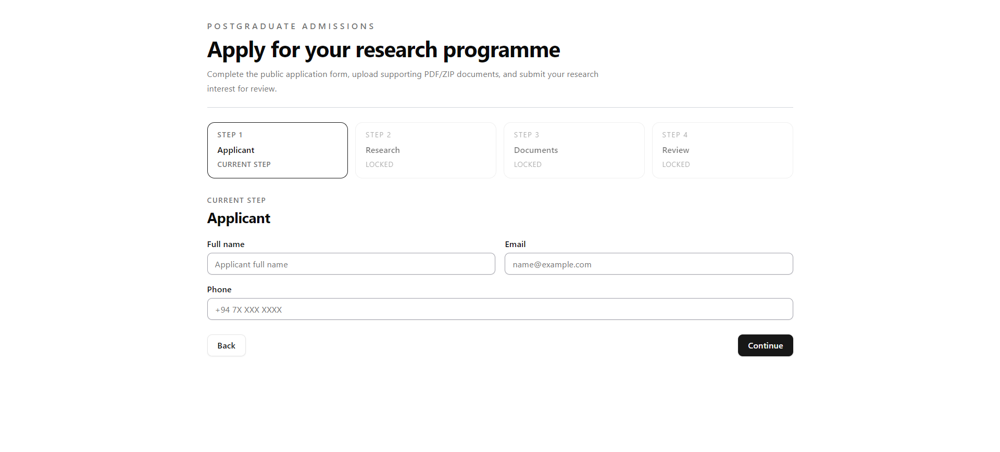 POSTGRADUATE ADMISSIONS
Apply for your research programme
Complete the public application form, upload supporting PDF/ZIP documents, and submit your research
interest for review.
STEP 1
Applicant
CURRENT STEP
STEP 2
Research
LOCKED
STEP 3
Documents
LOCKED
STEP 4
Review
LOCKED
CURRENT STEP
Applicant
Full name
Applicant full name
Email
name@example.com
Phone
+94 7X XXX XXXX
Back
Continue